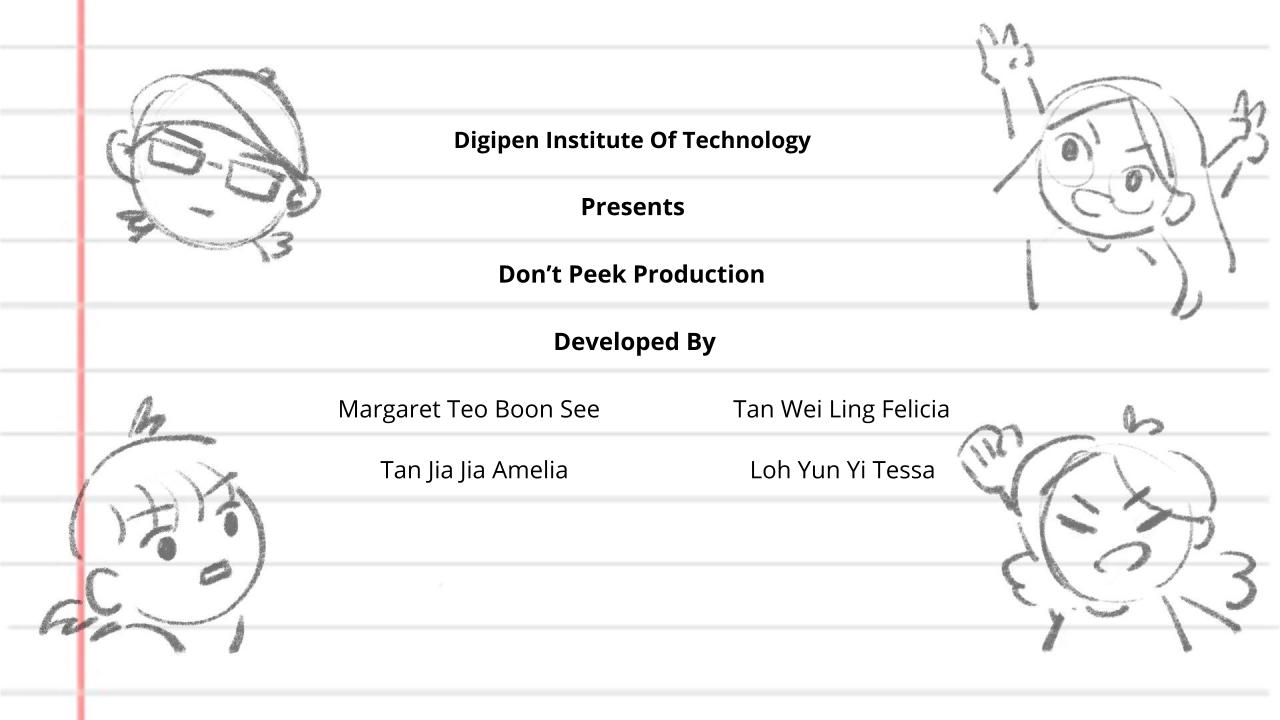 Digipen Institute Of Technology
Presents
Don’t Peek Production
Developed By
Margaret Teo Boon See
Tan Wei Ling Felicia
Tan Jia Jia Amelia
Loh Yun Yi Tessa